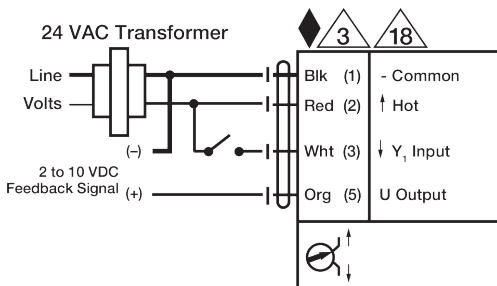 24 VAC Transformer
3 18
Line
Volts
Blk (1) - Common
Red (2) Hot
(–)
Wht (3) Y1 Input
2 to 10 VDC
Feedback Signal (+)
Org (5) U Output